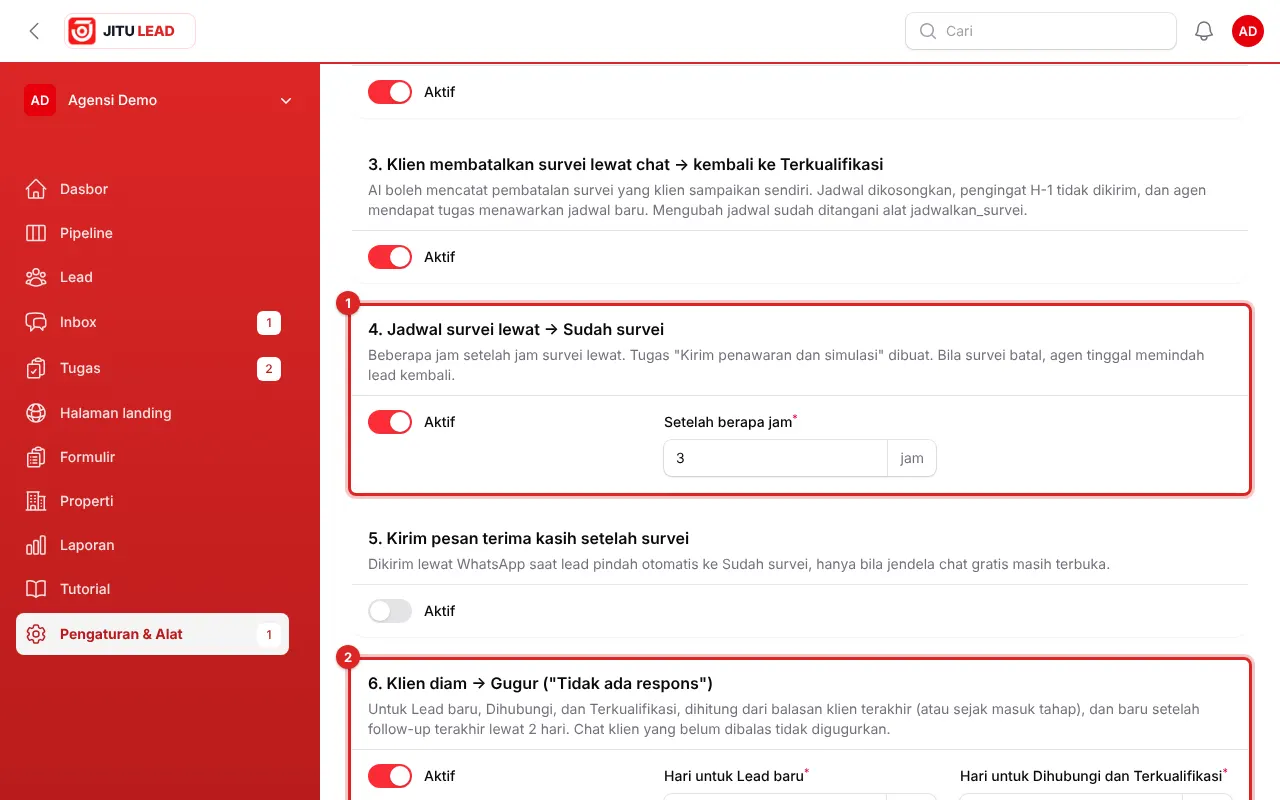 JITU LEAD
Cari
AD
AD
Agensi Demo
Dasbor
Pipeline
Lead
Inbox
1
Tugas
2
Halaman landing
Formulir
Properti
Laporan
Tutorial
Pengaturan & Alat
1
Aktif
3. Klien membatalkan survei lewat chat → kembali ke Terkualifikasi
AI boleh mencatat pembatalan survei yang klien sampaikan sendiri. Jadwal dikosongkan, pengingat H-1 tidak dikirim, dan agen
mendapat tugas menawarkan jadwal baru. Mengubah jadwal sudah ditangani alat jadwalkan_survei.
Aktif
1
4. Jadwal survei lewat → Sudah survei
Beberapa jam setelah jam survei lewat. Tugas "Kirim penawaran dan simulasi" dibuat. Bila survei batal, agen tinggal memindah
lead kembali.
Aktif
Setelah berapa jam*
3
jam
5. Kirim pesan terima kasih setelah survei
Dikirim lewat WhatsApp saat lead pindah otomatis ke Sudah survei, hanya bila jendela chat gratis masih terbuka.
Aktif
2
6. Klien diam → Gugur ("Tidak ada respons")
Untuk Lead baru, Dihubungi, dan Terkualifikasi, dihitung dari balasan klien terakhir (atau sejak masuk tahap), dan baru setelah
follow-up terakhir lewat 2 hari. Chat klien yang belum dibalas tidak digugurkan.
Aktif
Hari untuk Lead baru*
Hari untuk Dihubungi dan Terkualifikasi*